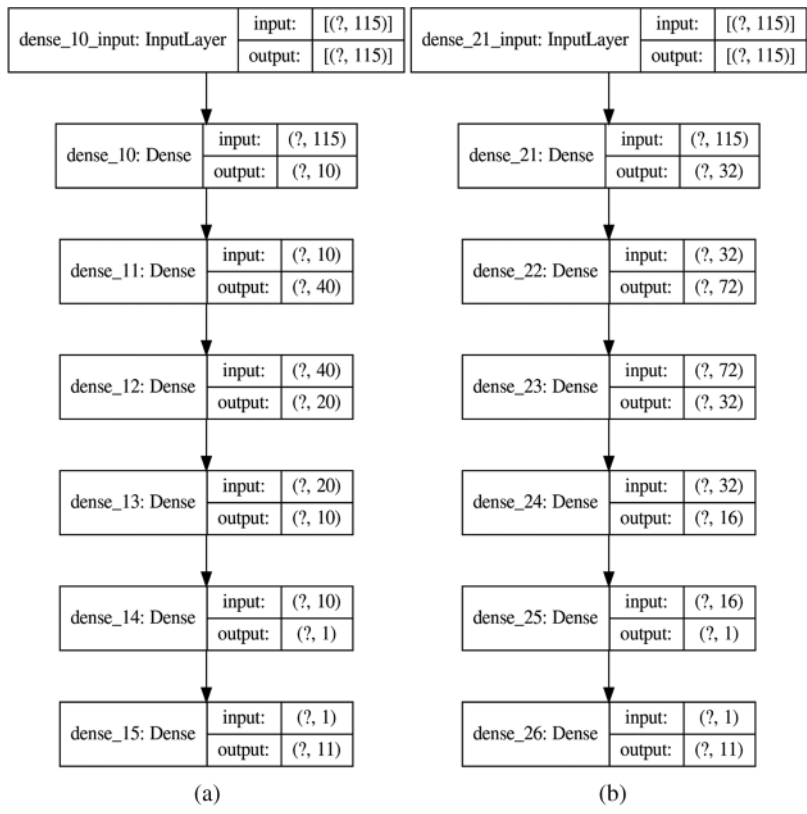 dense_10_input: InputLayer
input: [(?, 115)]
output: [(?, 115)]
dense_10: Dense
input: (?, 115)
output: (?, 10)
dense_11: Dense
input: (?, 10)
output: (?, 40)
dense_12: Dense
input: (?, 40)
output: (?, 20)
dense_13: Dense
input: (?, 20)
output: (?, 10)
dense_14: Dense
input: (?, 10)
output: (?, 1)
dense_15: Dense
input: (?, 1)
output: (?, 11)
(a)
dense_21_input: InputLayer
input: [(?, 115)]
output: [(?, 115)]
dense_21: Dense
input: (?, 115)
output: (?, 32)
dense_22: Dense
input: (?, 32)
output: (?, 72)
dense_23: Dense
input: (?, 72)
output: (?, 32)
dense_24: Dense
input: (?, 32)
output: (?, 16)
dense_25: Dense
input: (?, 16)
output: (?, 1)
dense_26: Dense
input: (?, 1)
output: (?, 11)
(b)